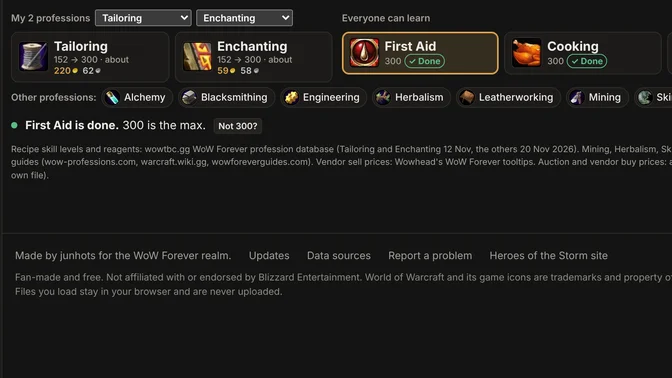 My 2 professions Tailoring Enchanting Everyone can learn
Tailoring
152 → 300 · about
220 62
Enchanting
152 → 300 · about
59 58
First Aid
300 ✓ Done
Cooking
300 ✓ Done
Other professions: Alchemy Blacksmithing Engineering Herbalism Leatherworking Mining Ski
First Aid is done. 300 is the max. Not 300?
Recipe skill levels and reagents: wowtbc.gg WoW Forever profession database (Tailoring and Enchanting 12 Nov, the others 20 Nov 2026). Mining, Herbalism, Sk
guides (wow-professions.com, warcraft.wiki.gg, wowforeverguides.com). Vendor sell prices: Wowhead's WoW Forever tooltips. Auction and vendor buy prices:
own file).
Made by junhots for the WoW Forever realm. Updates Data sources Report a problem Heroes of the Storm site
Fan-made and free. Not affiliated with or endorsed by Blizzard Entertainment. World of Warcraft and its game icons are trademarks and property o
Files you load stay in your browser and are never uploaded.